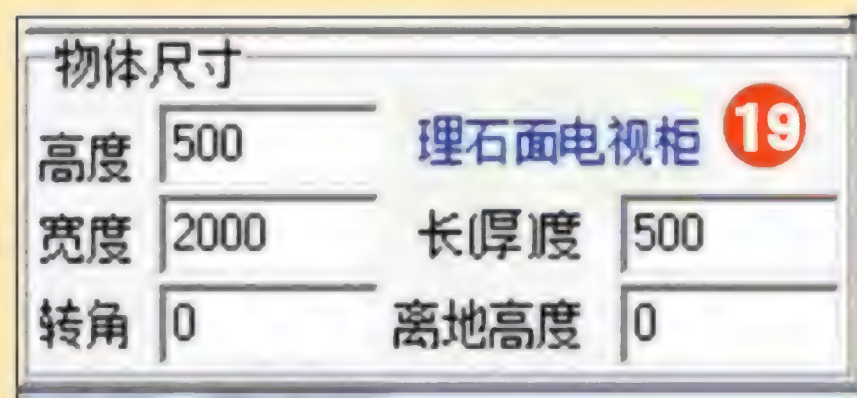 物体尺寸
高度 500 理石面电视柜 19
宽度 2000 长(厚)度 500
转角 0 离地高度 0